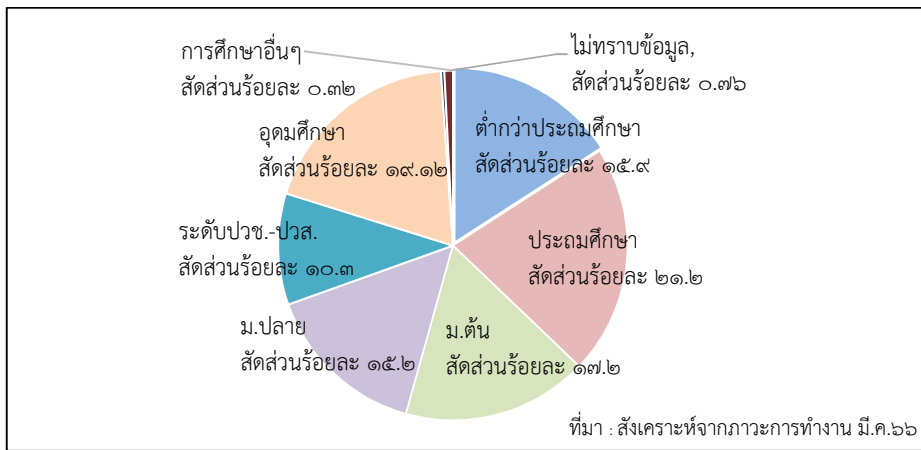 การศึกษาอื่นๆ
สัดส่วนร้อยละ ๐.๓๒
ไม่ทราบข้อมูล,
สัดส่วนร้อยละ ๐.๗๖
ต่ำกว่าประถมศึกษา
สัดส่วนร้อยละ ๑๕.๙
อุดมศึกษา
สัดส่วนร้อยละ ๑๙.๑๒
ประถมศึกษา
สัดส่วนร้อยละ ๒๑.๒
ระดับปวช.-ปวส.
สัดส่วนร้อยละ ๑๐.๓
ม.ปลาย
สัดส่วนร้อยละ ๑๕.๒
ม.ต้น
สัดส่วนร้อยละ ๑๗.๒
ที่มา : สังเคราะห์จากภาวะการทำงาน มี.ค.๖๖